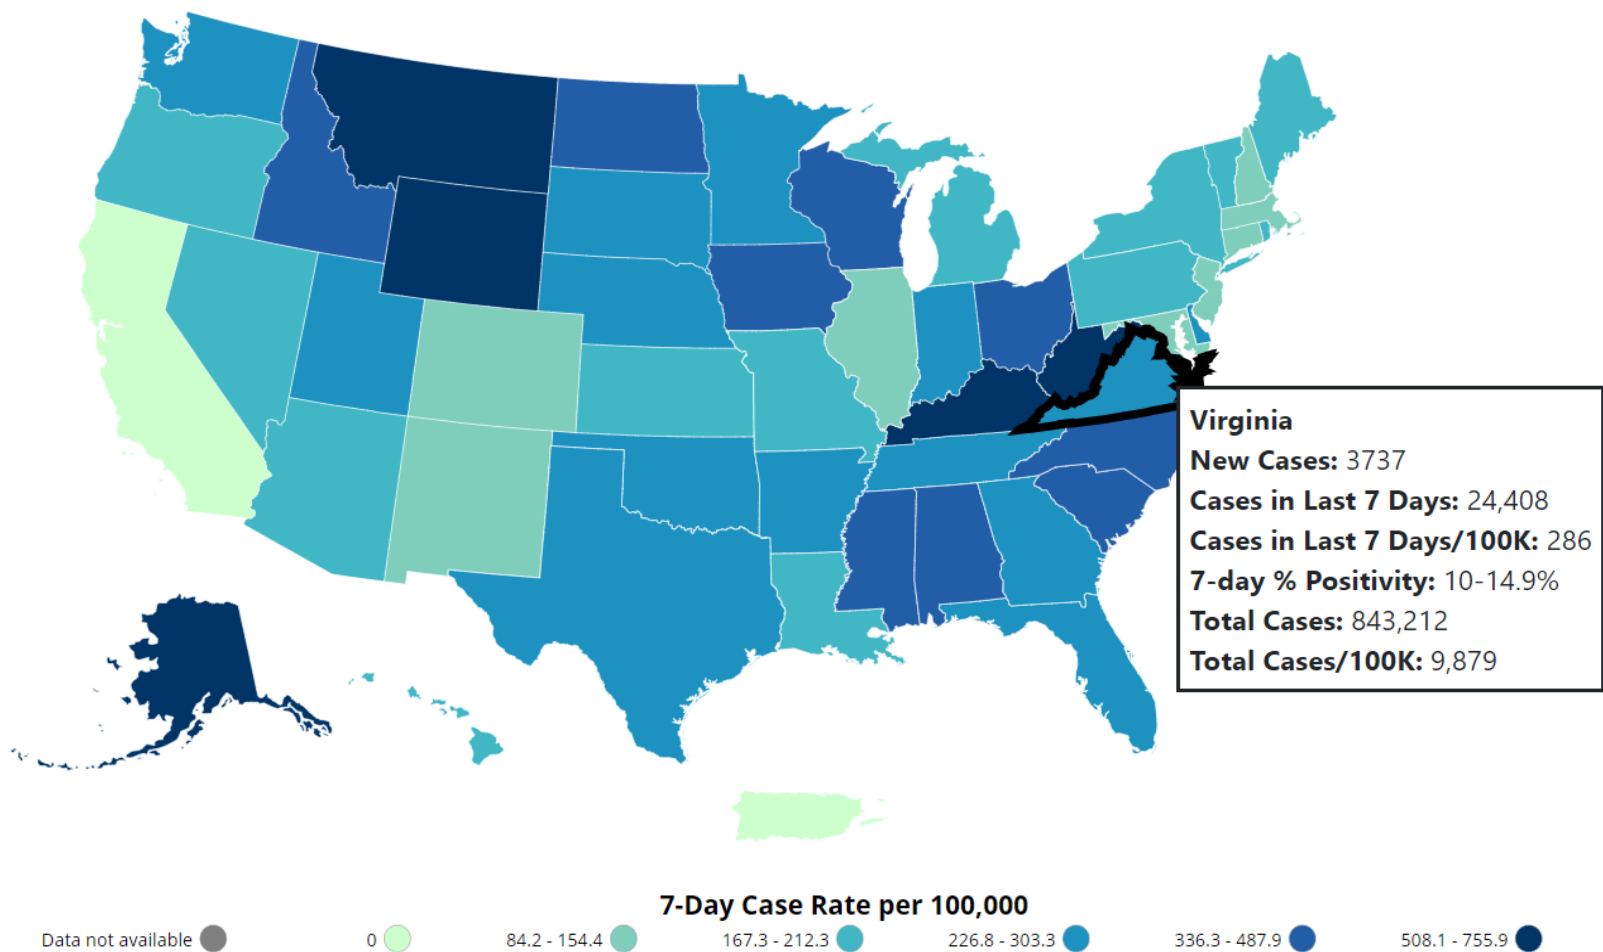 Virginia
New Cases: 3737
Cases in Last 7 Days: 24,408
Cases in Last 7 Days/100K: 286
7-day % Positivity: 10-14.9%
Total Cases: 843,212
Total Cases/100K: 9,879
7-Day Case Rate per 100,000
Data not available 0 84.2 - 154.4 167.3 - 212.3 226.8 - 303.3 336.3 - 487.9 508.1 - 755.9